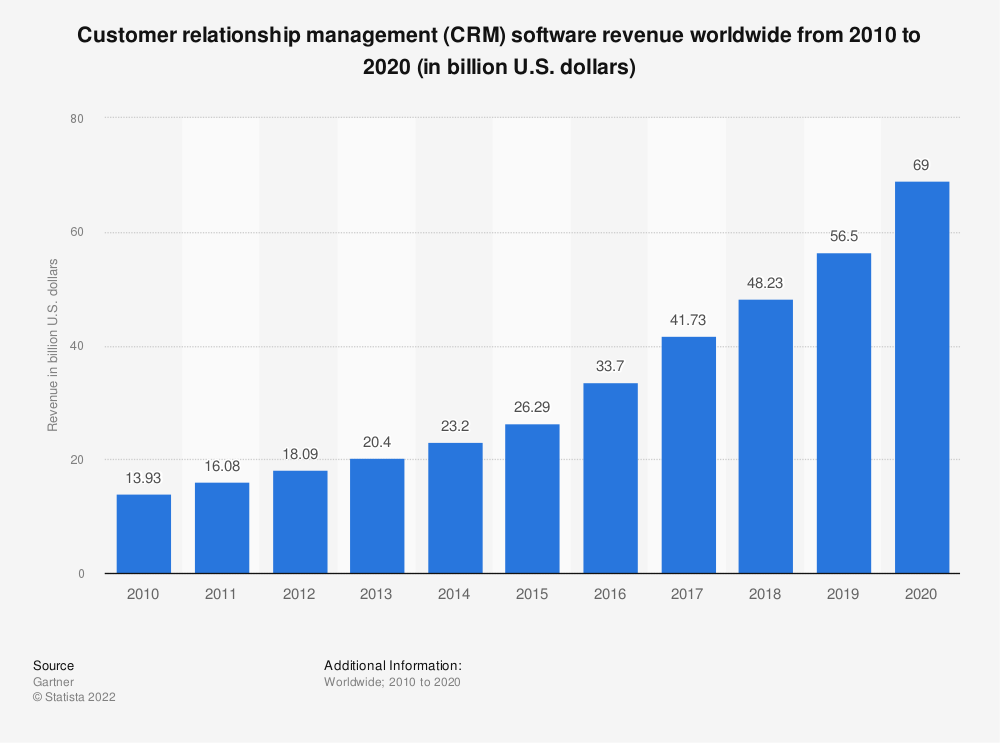 Customer relationship management (CRM) software revenue worldwide from 2010 to
2020 (in billion U.S. dollars)
Revenue in billion U.S. dollars
80
60
40
20
0
13.93
16.08
18.09
20.4
23.2
26.29
33.7
41.73
48.23
56.5
69
2010 2011 2012 2013 2014 2015 2016 2017 2018 2019 2020
Source
Gartner
© Statista 2022
Additional Information:
Worldwide; 2010 to 2020